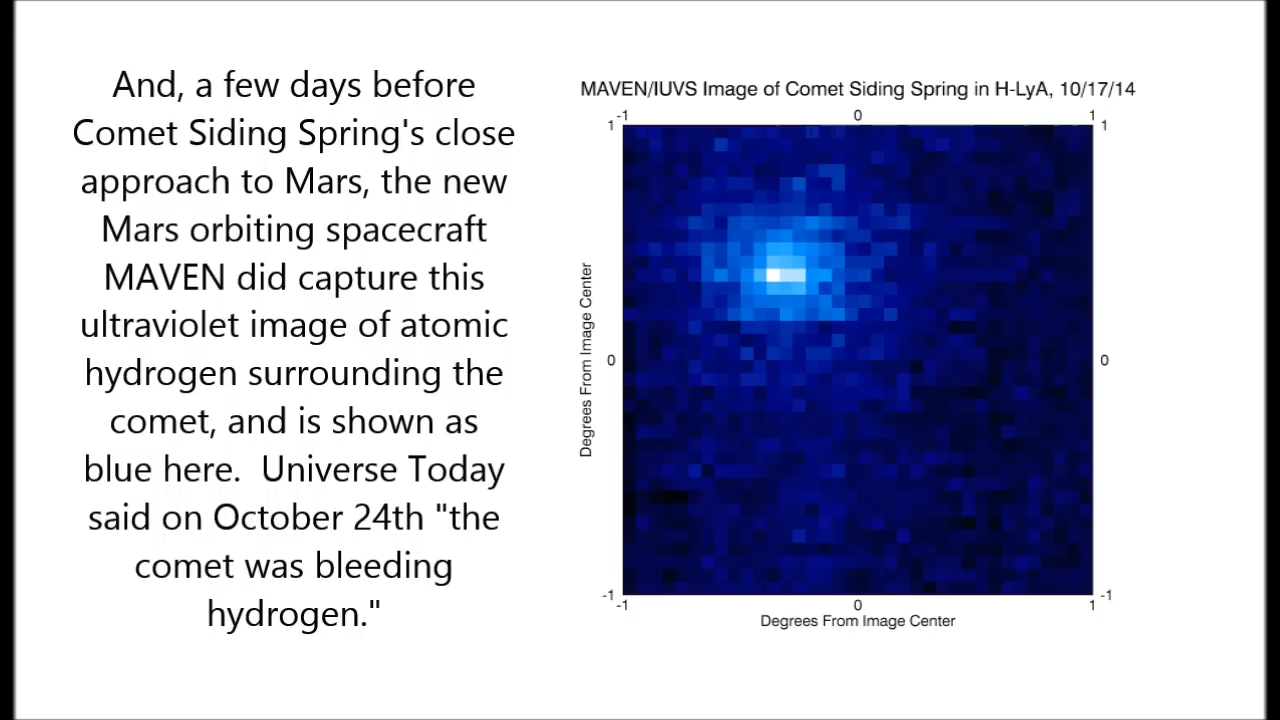 And, a few days before
Comet Siding Spring's close
approach to Mars, the new
Mars orbiting spacecraft
MAVEN did capture this
ultraviolet image of atomic
hydrogen surrounding the
comet, and is shown as
blue here.  Universe Today
said on October 24th "the
comet was bleeding
hydrogen."
MAVEN/IUVS Image of Comet Siding Spring in H-LyA, 10/17/14
-1 0 1
1 1
Degrees From Image Center
0 0
-1 -1
-1 0 1
Degrees From Image Center